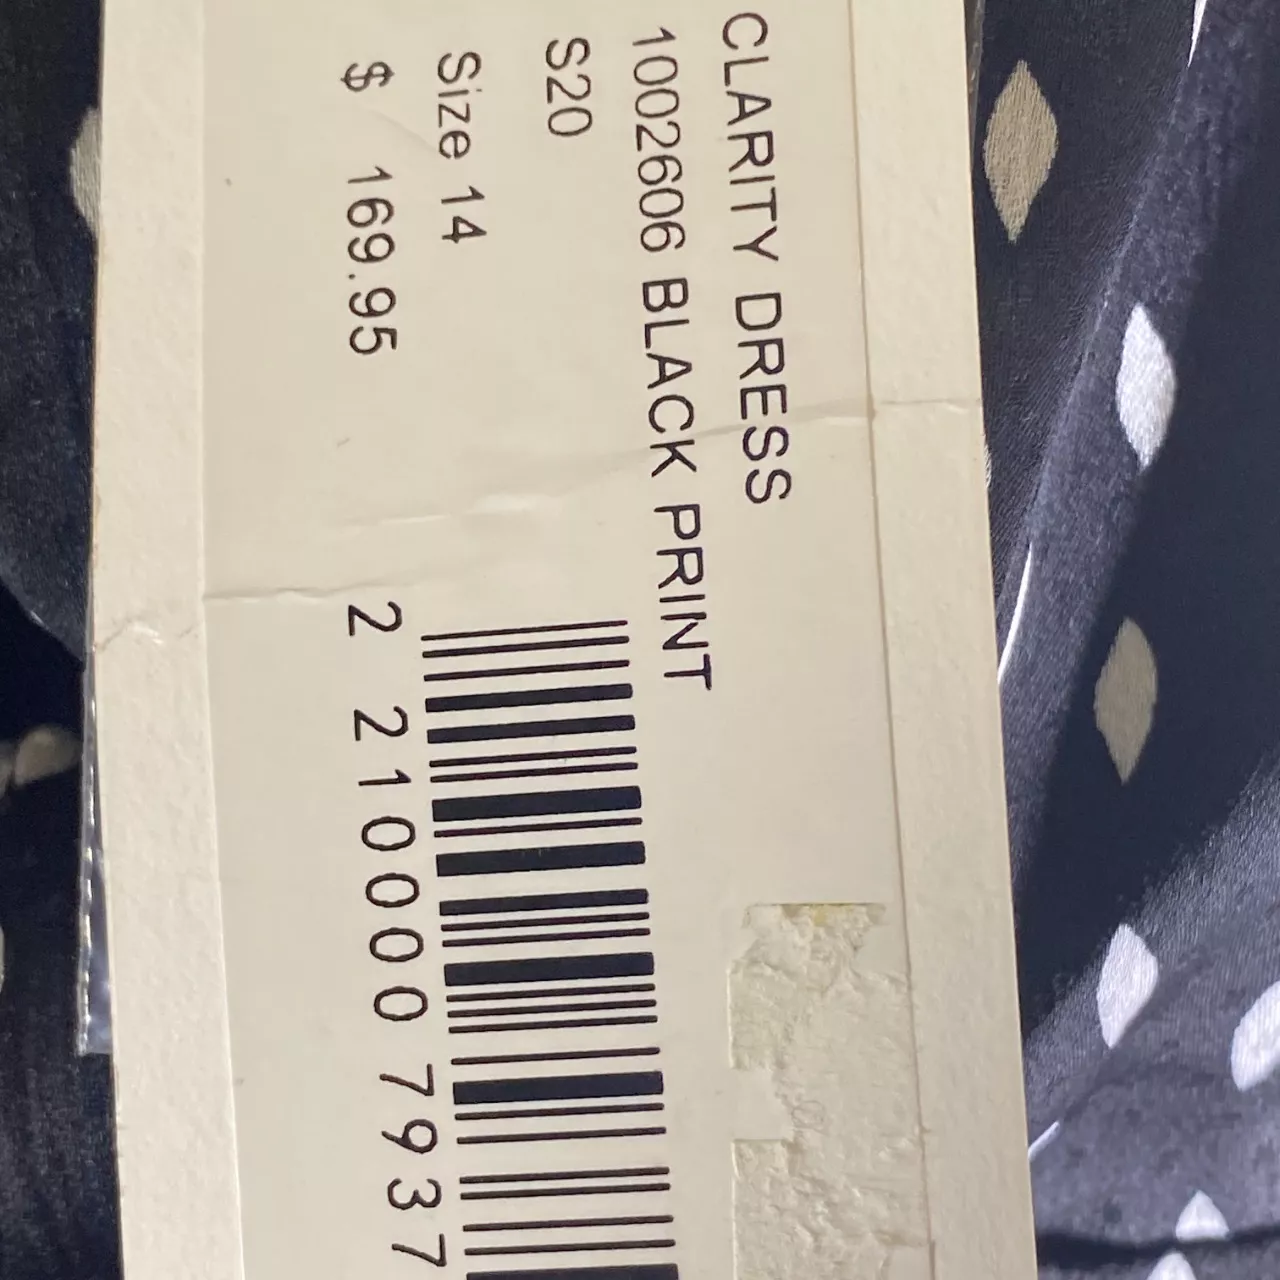 CLARITY DRESS
1002606 BLACK PRINT
S20
Size 14
$ 169.95
2 210000 7937